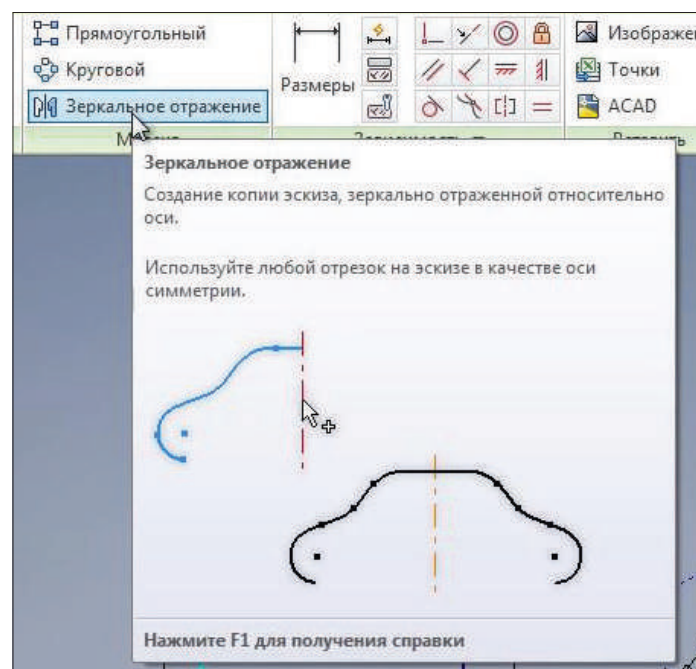 Прямоугольный
Круговой
Зеркальное отражение
Размеры
Изображе
Точки
ACAD
Зеркальное отражение
Создание копии эскиза, зеркально отраженной относительно
оси.
Используйте любой отрезок на эскизе в качестве оси
симметрии.
Нажмите F1 для получения справки